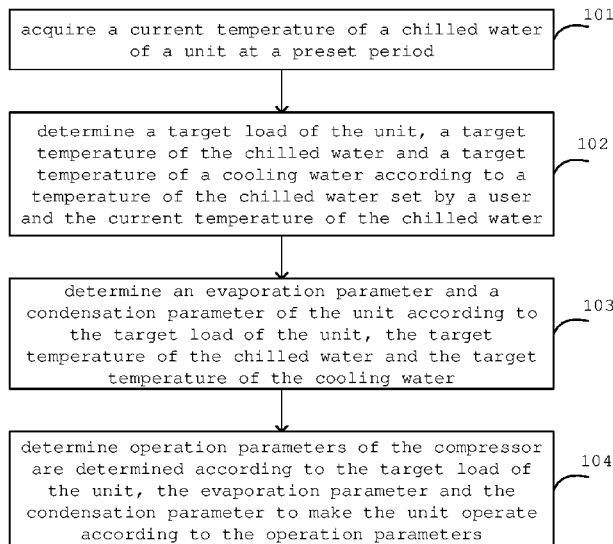 acquire a current temperature of a chilled water
of a unit at a preset period
101
determine a target load of the unit, a target
temperature of the chilled water and a target
temperature of a cooling water according to a
temperature of the chilled water set by a user
and the current temperature of the chilled water
102
determine an evaporation parameter and a
condensation parameter of the unit according to
the target load of the unit, the target
temperature of the chilled water and the target
temperature of the cooling water
103
determine operation parameters of the compressor
are determined according to the target load of
the unit, the evaporation parameter and the
condensation parameter to make the unit operate
according to the operation parameters
104